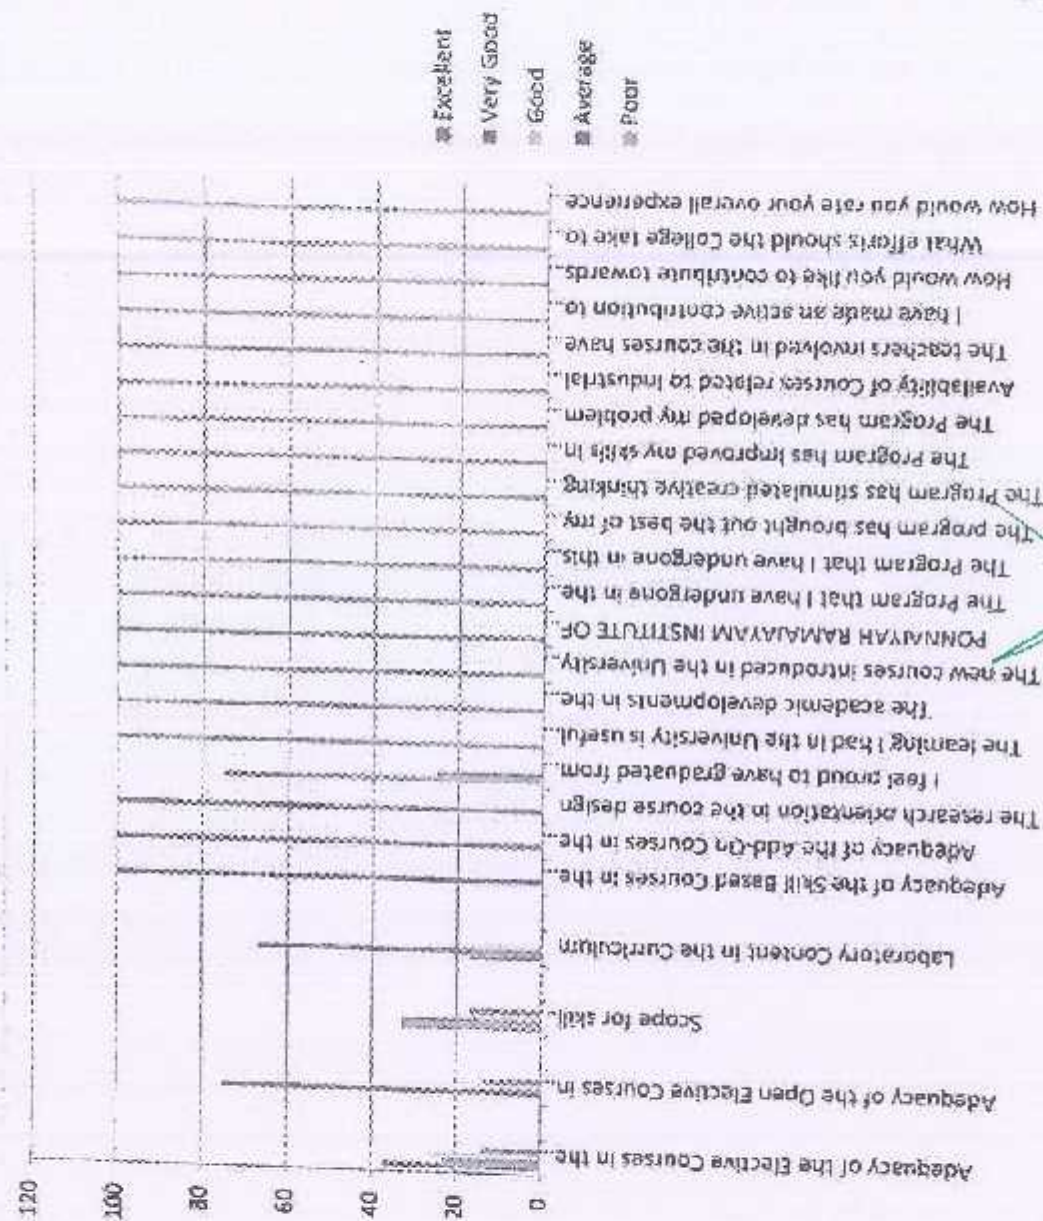 120
100
80
60
40
20
0
Adequacy of the Elective Courses in the...
Adequacy of the Open Elective Courses in...
Scope for skill...
Laboratory Content in the Curriculum
Adequacy of the Skill Based Courses in the...
Adequacy of the Add-On Courses in the...
The research orientation in the course design
I feel proud to have graduated from...
The learning I had in the University is useful...
The academic developments in the...
The new courses introduced in the University...
PONNAIYAH RAMAJAYAM INSTITUTE OF...
The Program that I have undergone in the...
The Program that I have undergone in this...
The program has brought out the best of my...
The Program has stimulated creative thinking...
The Program has improved my skills in...
The Program has developed my problem...
Availability of Courses related to Industrial...
The teachers involved in the courses have...
I have made an active contribution to...
How would you like to contribute towards...
What efforts should the College take to...
How would you rate your overall experience...
Excellent
Very Good
Good
Average
Poor